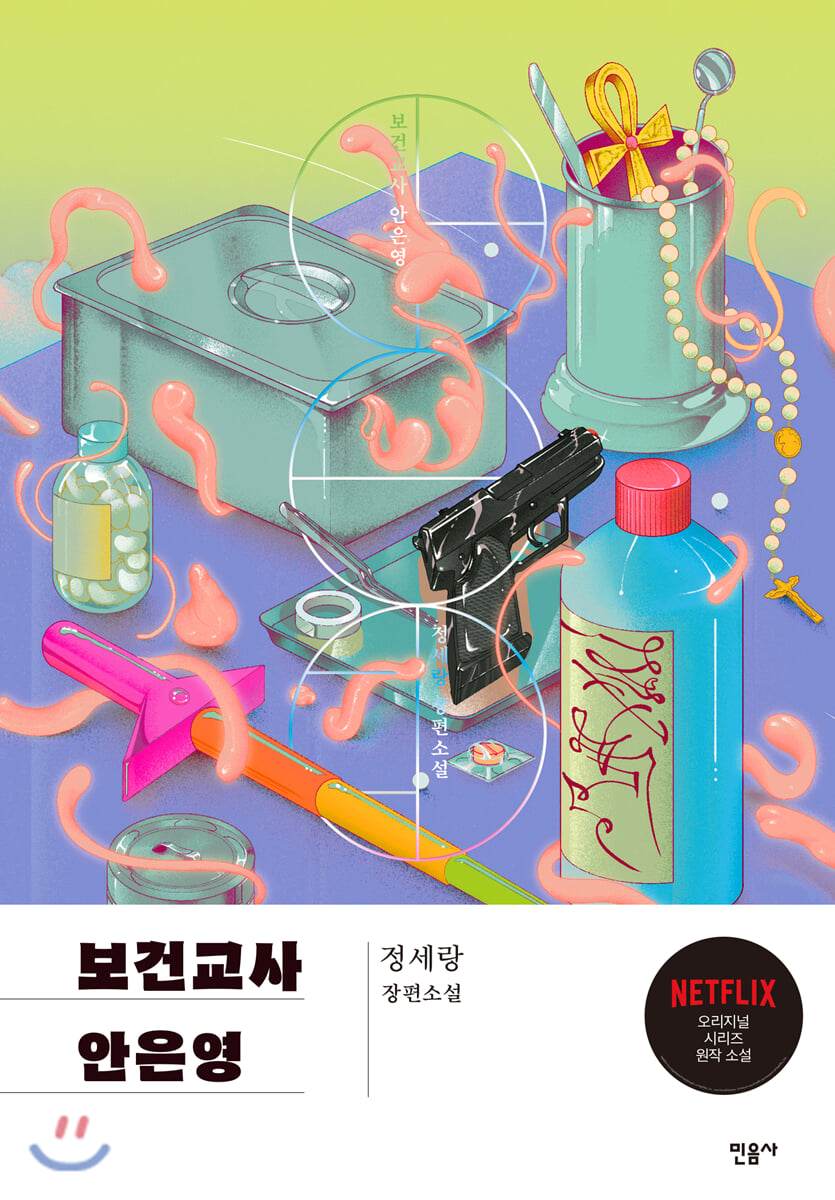 보건교사 안은영
정세랑 장편소설
보건교사
안은영
정세랑
장편소설
NETFLIX
오리지널
시리즈
원작 소설
민음사